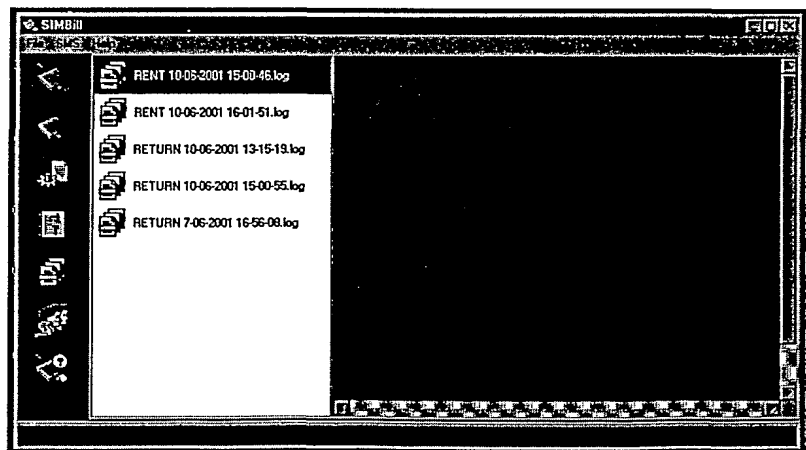 SIMBill
RENT 10-06-2001 15-00-46.log
RENT 10-06-2001 16-01-51.log
RETURN 10-06-2001 13-15-19.log
RETURN 10-06-2001 15-00-55.log
RETURN 7-06-2001 16-56-08.log